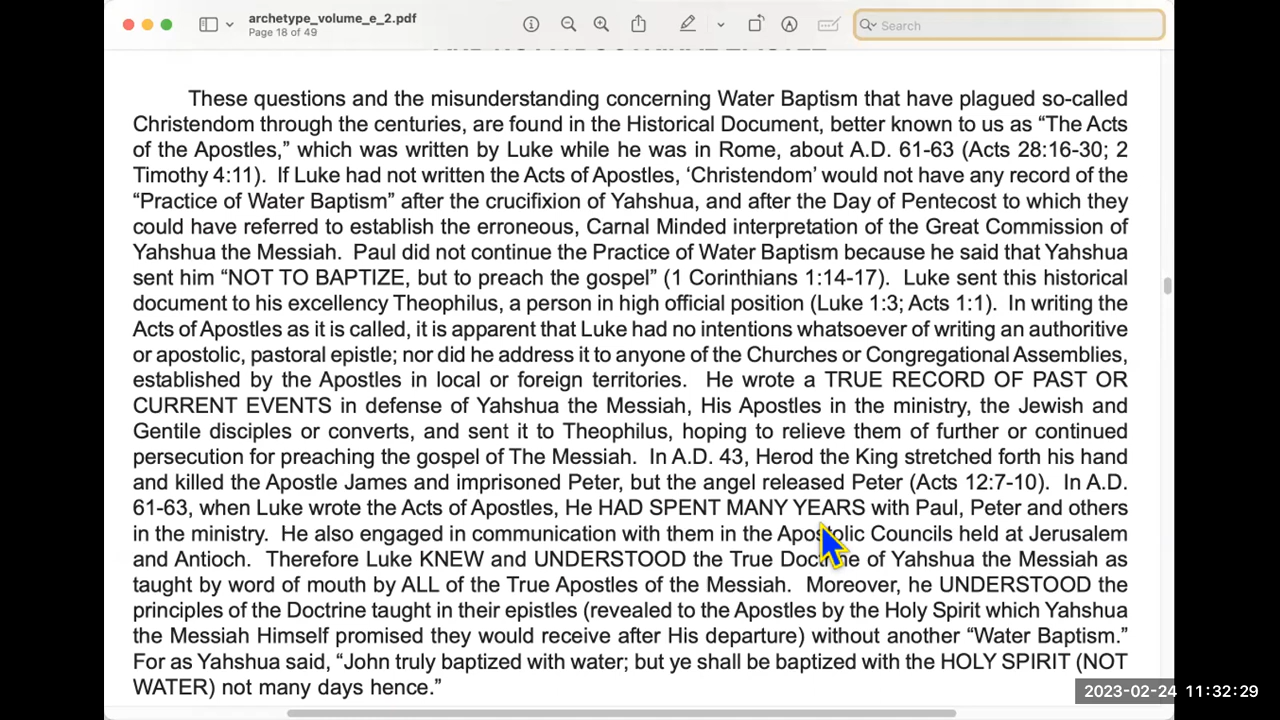 archetype_volume_e_2.pdf
Page 18 of 49
Search
These questions and the misunderstanding concerning Water Baptism that have plagued so-called
Christendom through the centuries, are found in the Historical Document, better known to us as “The Acts
of the Apostles,” which was written by Luke while he was in Rome, about A.D. 61-63 (Acts 28:16-30; 2
Timothy 4:11). If Luke had not written the Acts of Apostles, ‘Christendom’ would not have any record of the
“Practice of Water Baptism” after the crucifixion of Yahshua, and after the Day of Pentecost to which they
could have referred to establish the erroneous, Carnal Minded interpretation of the Great Commission of
Yahshua the Messiah. Paul did not continue the Practice of Water Baptism because he said that Yahshua
sent him “NOT TO BAPTIZE, but to preach the gospel” (1 Corinthians 1:14-17). Luke sent this historical
document to his excellency Theophilus, a person in high official position (Luke 1:3; Acts 1:1). In writing the
Acts of Apostles as it is called, it is apparent that Luke had no intentions whatsoever of writing an authoritive
or apostolic, pastoral epistle; nor did he address it to anyone of the Churches or Congregational Assemblies,
established by the Apostles in local or foreign territories. He wrote a TRUE RECORD OF PAST OR
CURRENT EVENTS in defense of Yahshua the Messiah, His Apostles in the ministry, the Jewish and
Gentile disciples or converts, and sent it to Theophilus, hoping to relieve them of further or continued
persecution for preaching the gospel of The Messiah. In A.D. 43, Herod the King stretched forth his hand
and killed the Apostle James and imprisoned Peter, but the angel released Peter (Acts 12:7-10). In A.D.
61-63, when Luke wrote the Acts of Apostles, He HAD SPENT MANY YEARS with Paul, Peter and others
in the ministry. He also engaged in communication with them in the Apostolic Councils held at Jerusalem
and Antioch. Therefore Luke KNEW and UNDERSTOOD the True Doctrine of Yahshua the Messiah as
taught by word of mouth by ALL of the True Apostles of the Messiah. Moreover, he UNDERSTOOD the
principles of the Doctrine taught in their epistles (revealed to the Apostles by the Holy Spirit which Yahshua
the Messiah Himself promised they would receive after His departure) without another “Water Baptism.”
For as Yahshua said, “John truly baptized with water; but ye shall be baptized with the HOLY SPIRIT (NOT
WATER) not many days hence.”
2023-02-24 11:32:29